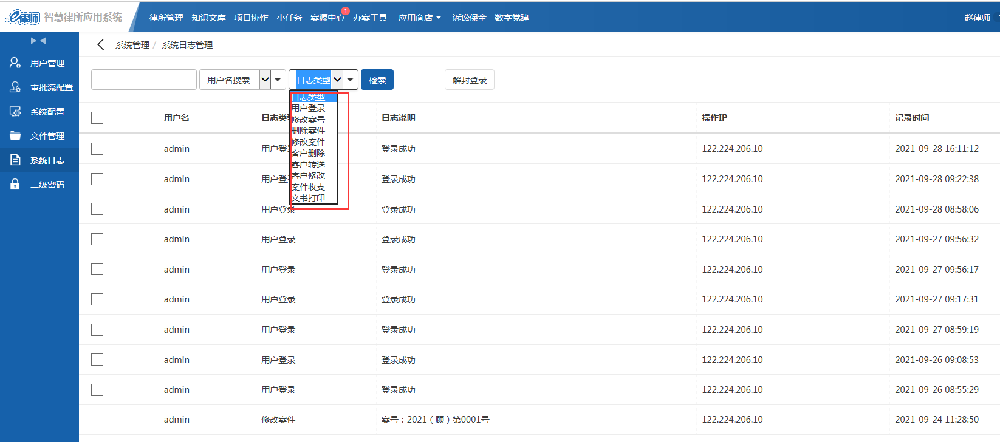 e律师 智慧律所应用系统
律所管理 知识文库 项目协作 小任务 案源中心 1 办案工具 应用商店 诉讼保全 数字党建 赵律师
系统管理 / 系统日志管理
用户管理
审批流配置
系统配置
文件管理
系统日志
二级密码
用户名搜索 日志类型 检索 解封登录
日志类型
用户登录
修改案号
删除案件
修改案件
客户删除
客户转送
客户修改
案件收支
文书打印
用户名 日志类 日志说明 操作IP 记录时间
admin 用户登 登录成功 122.224.206.10 2021-09-28 16:11:12
admin 用户登 登录成功 122.224.206.10 2021-09-28 09:22:38
admin 用户登录 登录成功 122.224.206.10 2021-09-28 08:58:06
admin 用户登录 登录成功 122.224.206.10 2021-09-27 09:56:32
admin 用户登录 登录成功 122.224.206.10 2021-09-27 09:56:17
admin 用户登录 登录成功 122.224.206.10 2021-09-27 09:17:31
admin 用户登录 登录成功 122.224.206.10 2021-09-27 08:59:19
admin 用户登录 登录成功 122.224.206.10 2021-09-26 09:08:53
admin 用户登录 登录成功 122.224.206.10 2021-09-26 08:55:29
admin 修改案件 案号：2021（顾）第0001号 122.224.206.10 2021-09-24 11:28:50